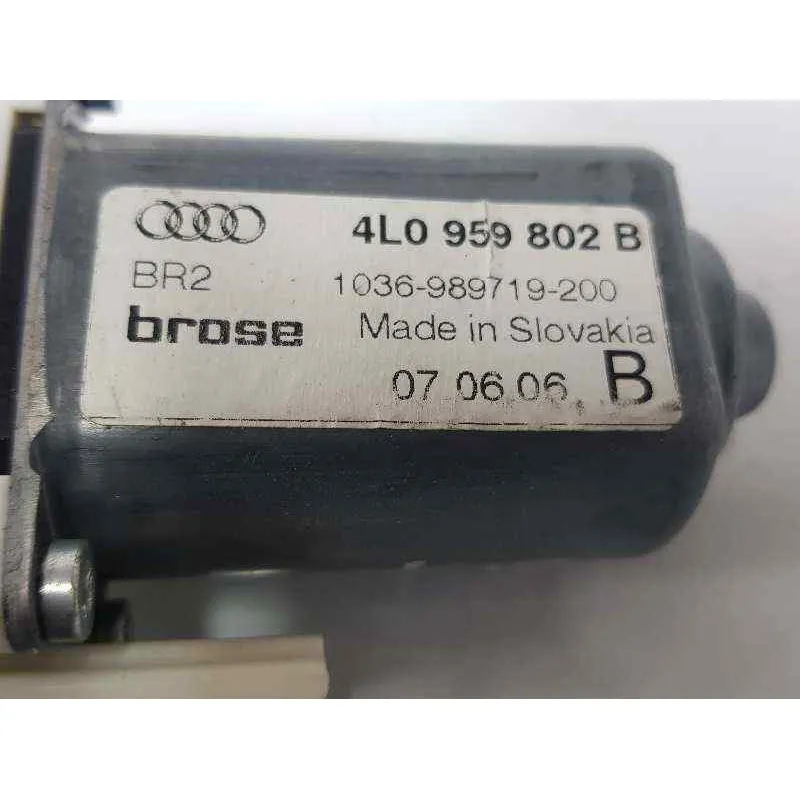 4L0 959 802 B
BR2 1036-989719-200
brose Made in Slovakia
07 06 06 B